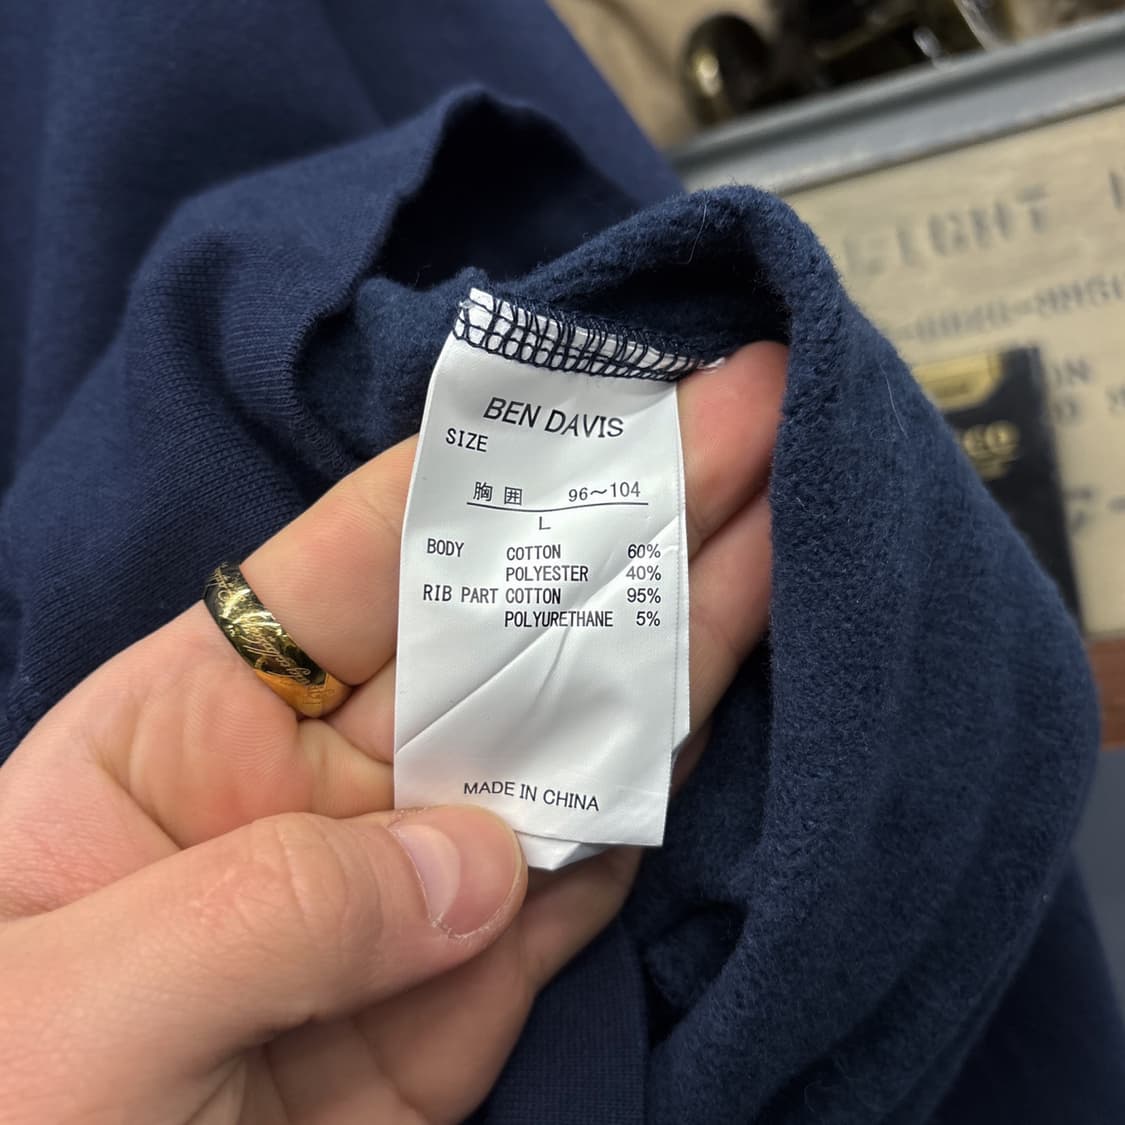 BEN DAVIS
SIZE
胸囲 96〜104
L
BODY COTTON 60%
POLYESTER 40%
RIB PART COTTON 95%
POLYURETHANE 5%
MADE IN CHINA